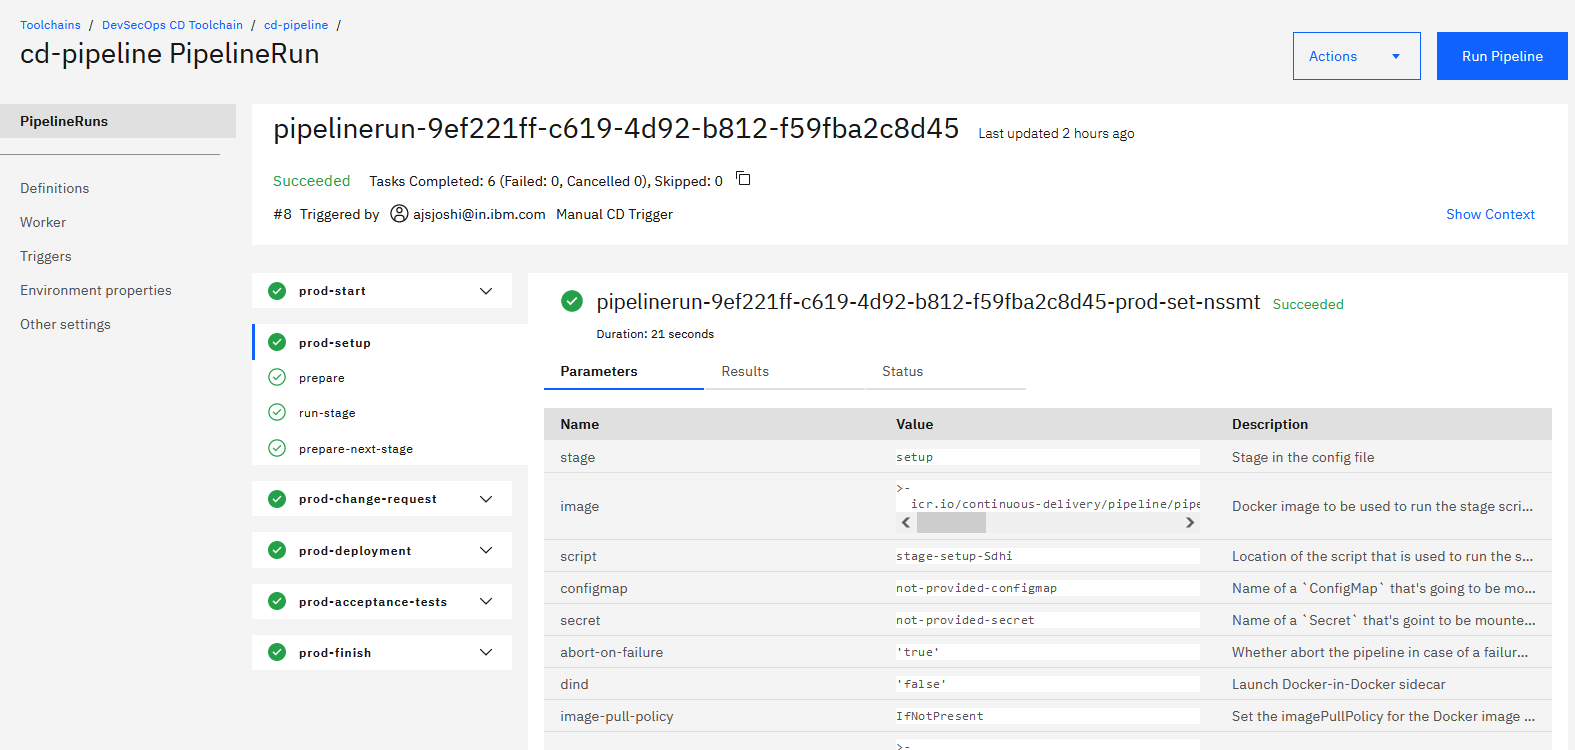 Toolchains / DevSecOps CD Toolchain / cd-pipeline /
cd-pipeline PipelineRun
Actions
Run Pipeline
PipelineRuns
Definitions
Worker
Triggers
Environment properties
Other settings
pipelinerun-9ef221ff-c619-4d92-b812-f59fba2c8d45 Last updated 2 hours ago
Succeeded Tasks Completed: 6 (Failed: 0, Cancelled 0), Skipped: 0
#8 Triggered by ajsjoshi@in.ibm.com Manual CD Trigger
Show Context
prod-start
prod-setup
prepare
run-stage
prepare-next-stage
prod-change-request
prod-deployment
prod-acceptance-tests
prod-finish
pipelinerun-9ef221ff-c619-4d92-b812-f59fba2c8d45-prod-set-nssmt Succeeded
Duration: 21 seconds
Parameters Results Status
Name Value Description
stage setup Stage in the config file
>-
image icr.io/continuous-delivery/pipeline/pipe Docker image to be used to run the stage scri...
script stage-setup-Sdhi Location of the script that is used to run the s...
configmap not-provided-configmap Name of a `ConfigMap` that's going to be mo...
secret not-provided-secret Name of a `Secret` that's goint to be mounte...
abort-on-failure 'true' Whether abort the pipeline in case of a failur...
dind 'false' Launch Docker-in-Docker sidecar
image-pull-policy IfNotPresent Set the imagePullPolicy for the Docker image ...
>-